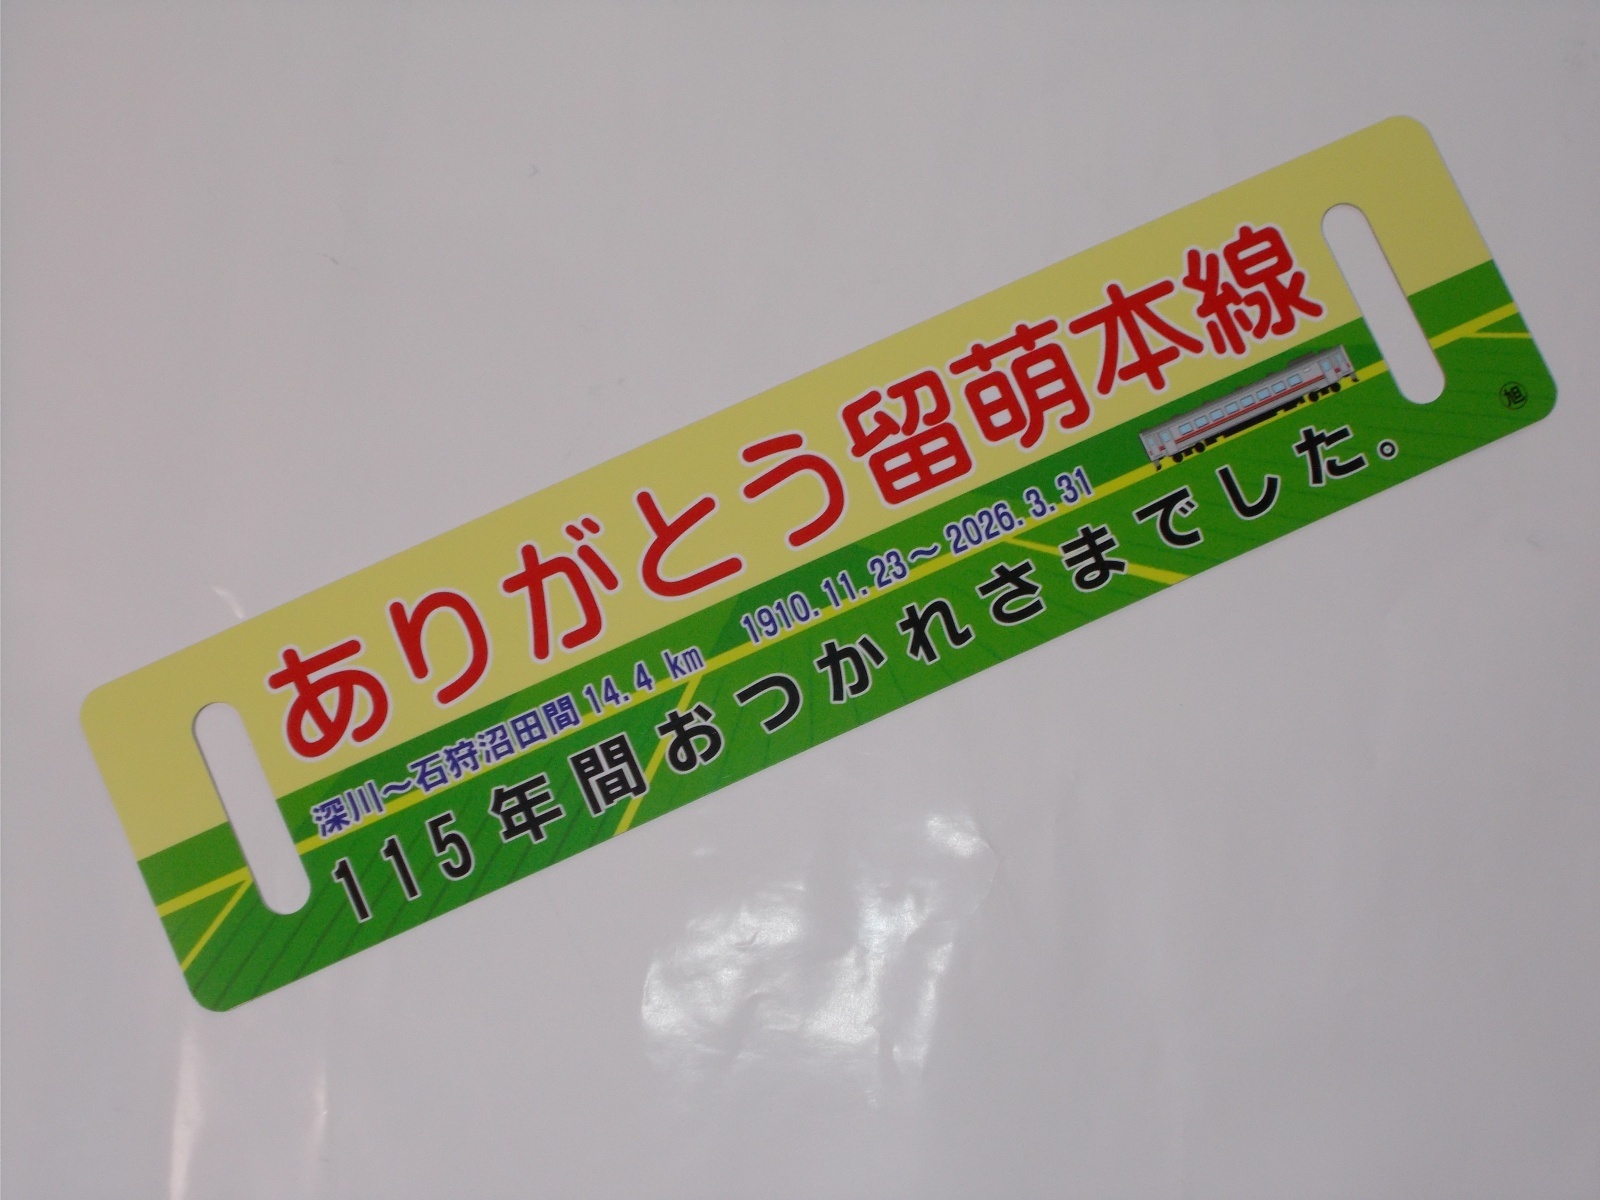 ありがとう留萌本線
深川～石狩沼田間 14.4 km 1910.11.23～2026.3.31
115年間おつかれさまでした。
旭